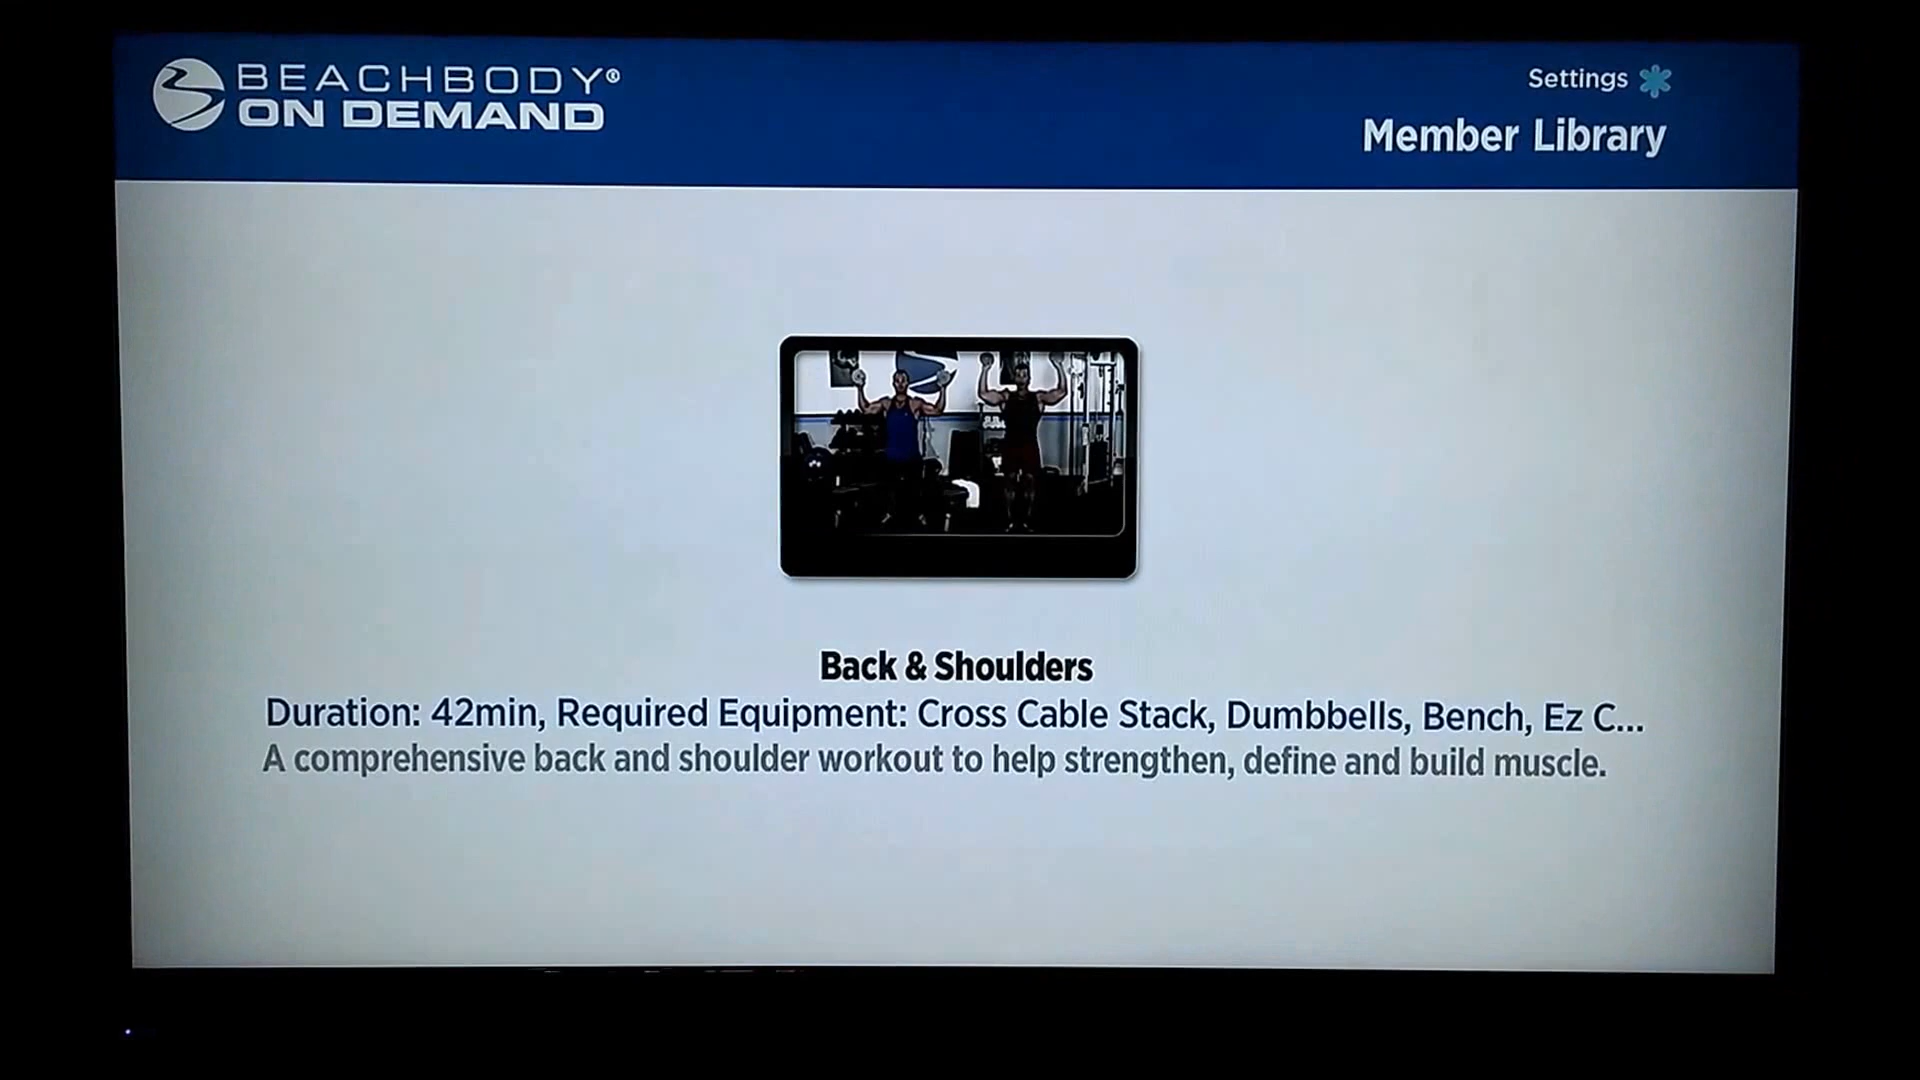 BEACHBODY®
ON DEMAND
Settings
Member Library
Back & Shoulders
Duration: 42min, Required Equipment: Cross Cable Stack, Dumbbells, Bench, Ez C...
A comprehensive back and shoulder workout to help strengthen, define and build muscle.